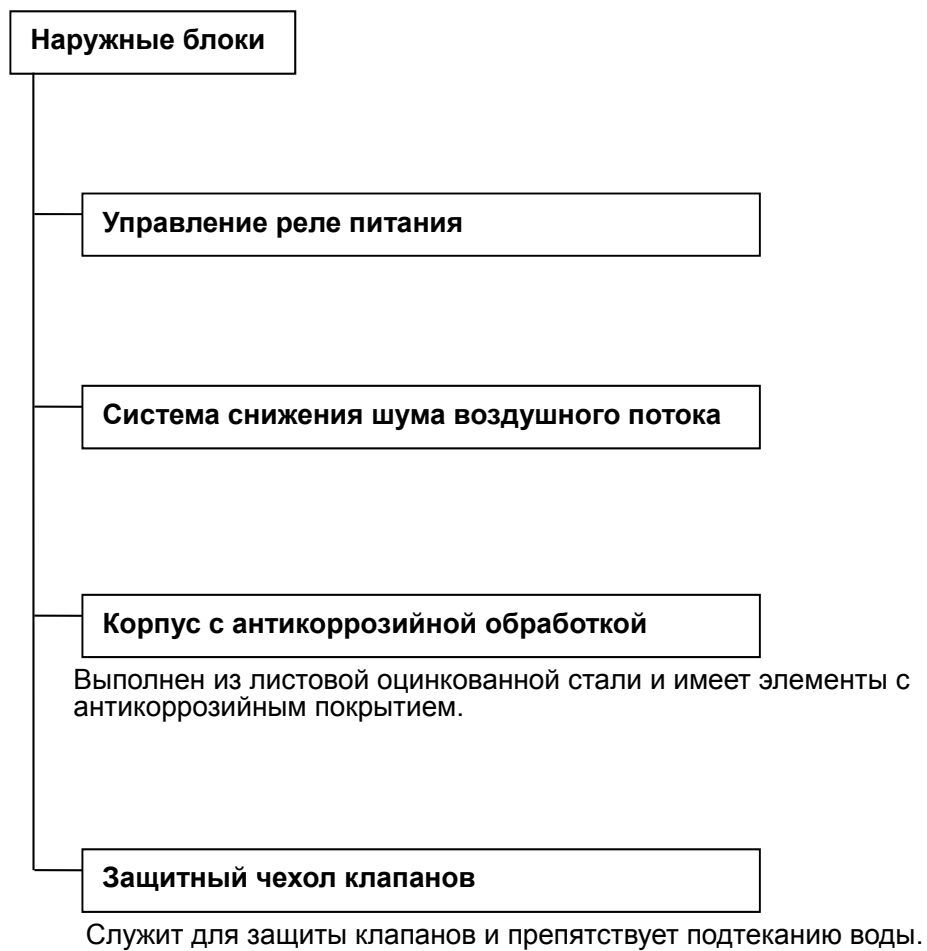 Наружные блоки
Управление реле питания
Система снижения шума воздушного потока
Корпус с антикоррозийной обработкой
Выполнен из листовой оцинкованной стали и имеет элементы с
антикоррозийным покрытием.
Защитный чехол клапанов
Служит для защиты клапанов и препятствует подтеканию воды.